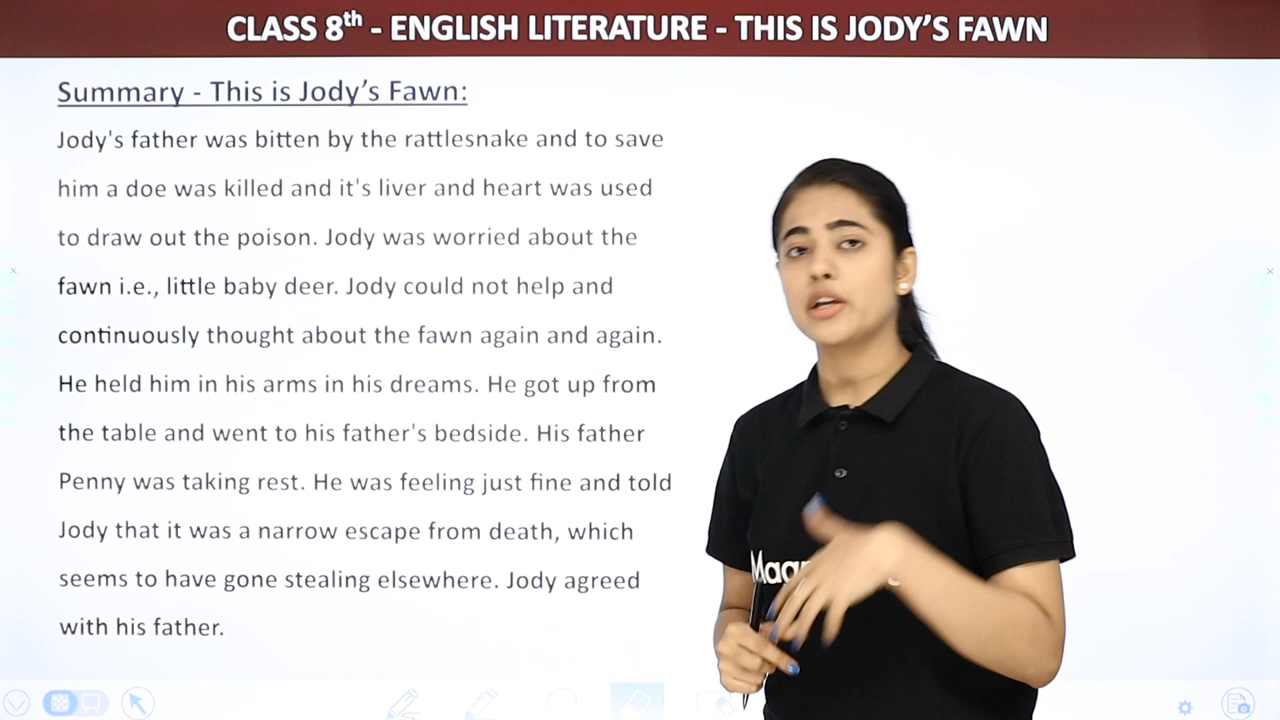 CLASS 8th - ENGLISH LITERATURE - THIS IS JODY'S FAWN
Summary - This is Jody's Fawn:
Jody's father was bitten by the rattlesnake and to save
him a doe was killed and it's liver and heart was used
to draw out the poison. Jody was worried about the
fawn i.e., little baby deer. Jody could not help and
continuously thought about the fawn again and again.
He held him in his arms in his dreams. He got up from
the table and went to his father's bedside. His father
Penny was taking rest. He was feeling just fine and told
Jody that it was a narrow escape from death, which
seems to have gone stealing elsewhere. Jody agreed
with his father.